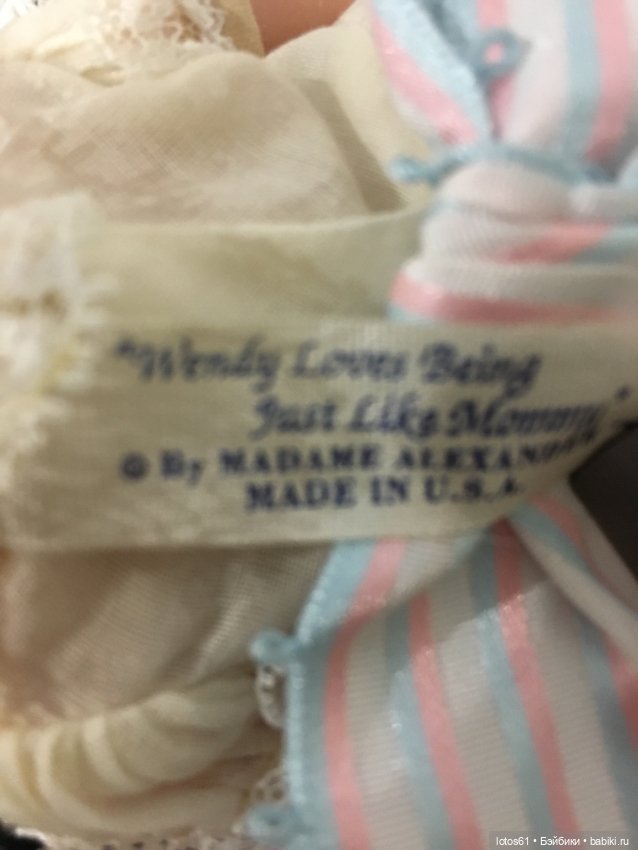 "Wendy Loves Being
Just Like Mommy"
© By MADAME ALEXANDER
MADE IN U.S.A.
lotos61 • Бэйбики • babiki.ru